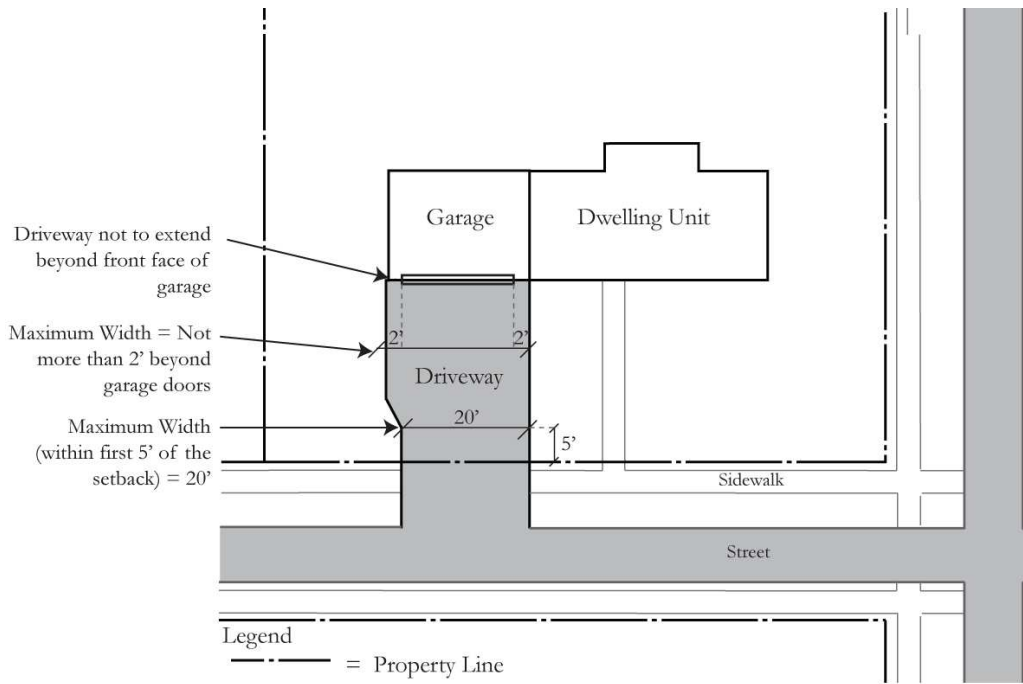 Garage
Dwelling Unit
Driveway not to extend
beyond front face of
garage
Maximum Width = Not
more than 2’ beyond
garage doors
2’
2’
Driveway
Maximum Width
(within first 5’ of the
setback) = 20’
20’
5’
Sidewalk
Street
Legend
= Property Line